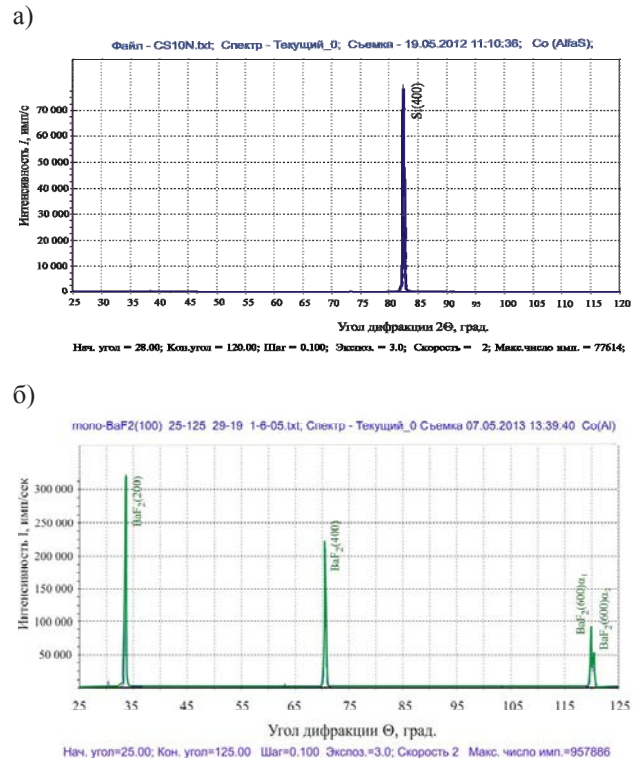 а)
Файл - CS10N.txt; Спектр - Текущий_0; Съемка - 19.05.2012 11:10:36; Co (AlfaS);
Интенсивность I, имп/с
70 000
60 000
50 000
40 000
30 000
20 000
10 000
0
Si(400)
25 30 35 40 45 50 55 60 65 70 75 80 85 90 95 100 105 110 115 120
Угол дифракции 2Θ, град.
Нач. угол = 28.00; Кон.угол = 120.00; Шаг = 0.100; Экспоз. = 3.0; Скорость = 2; Макс.число имп. = 77614;
б)
mono-BaF2(100) 25-125 29-19 1-6-05.txt; Спектр - Текущий_0 Съемка 07.05.2013 13:39:40 Co(Al)
Интенсивность I, имп/сек
300 000
250 000
200 000
150 000
100 000
50 000
BaF₂(200)
BaF₂(400)
BaF₂(600)α₁
BaF₂(600)α₂
25 35 45 55 65 75 85 95 105 115 125
Угол дифракции Θ, град.
Нач. угол=25.00; Кон. угол=125.00 Шаг=0.100 Экспоз.=3.0; Скорость 2 Макс. число имп.=957886